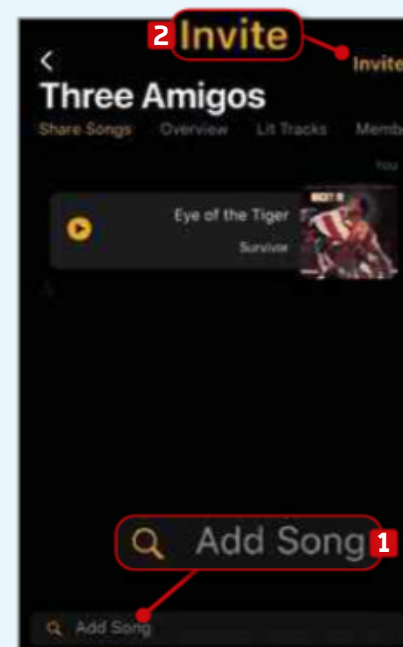 2 Invite
Invite
Three Amigos
Share Songs Overview Lit Tracks Memb
You
Eye of the Tiger
Survivor
Add Song 1
Add Song